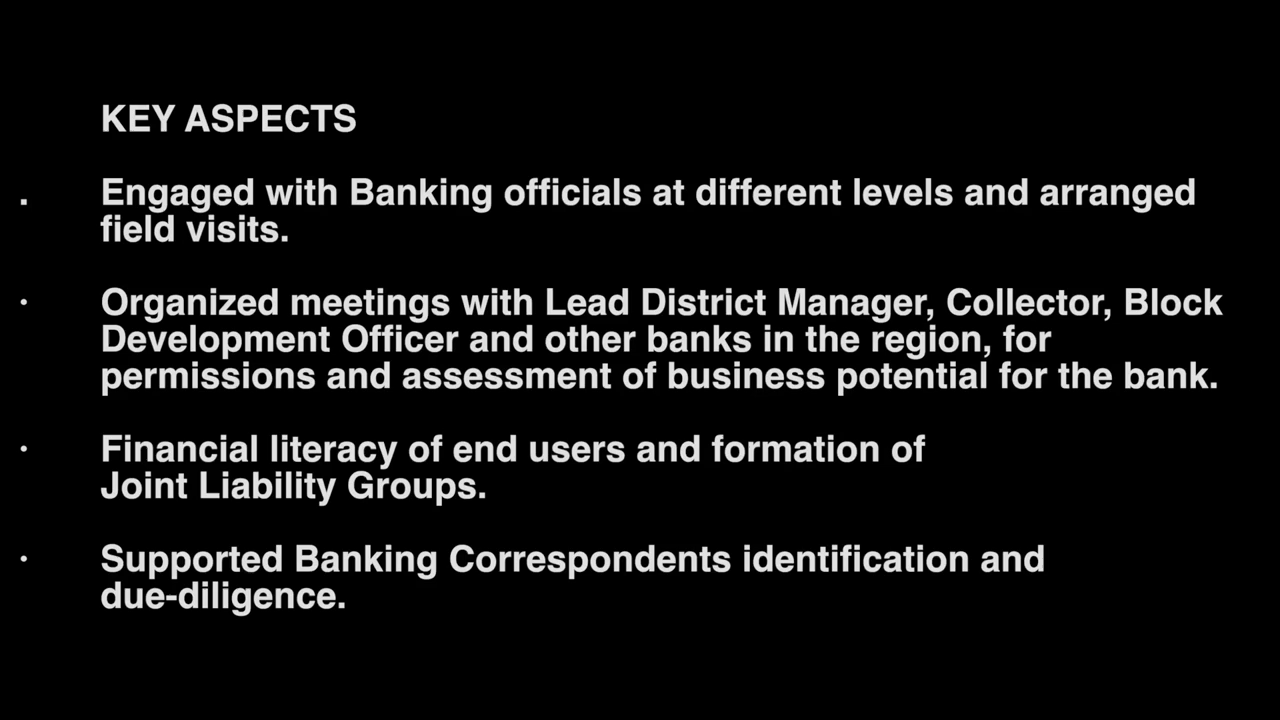 KEY ASPECTS
. Engaged with Banking officials at different levels and arranged
field visits.
· Organized meetings with Lead District Manager, Collector, Block
Development Officer and other banks in the region, for
permissions and assessment of business potential for the bank.
· Financial literacy of end users and formation of
Joint Liability Groups.
· Supported Banking Correspondents identification and
due-diligence.